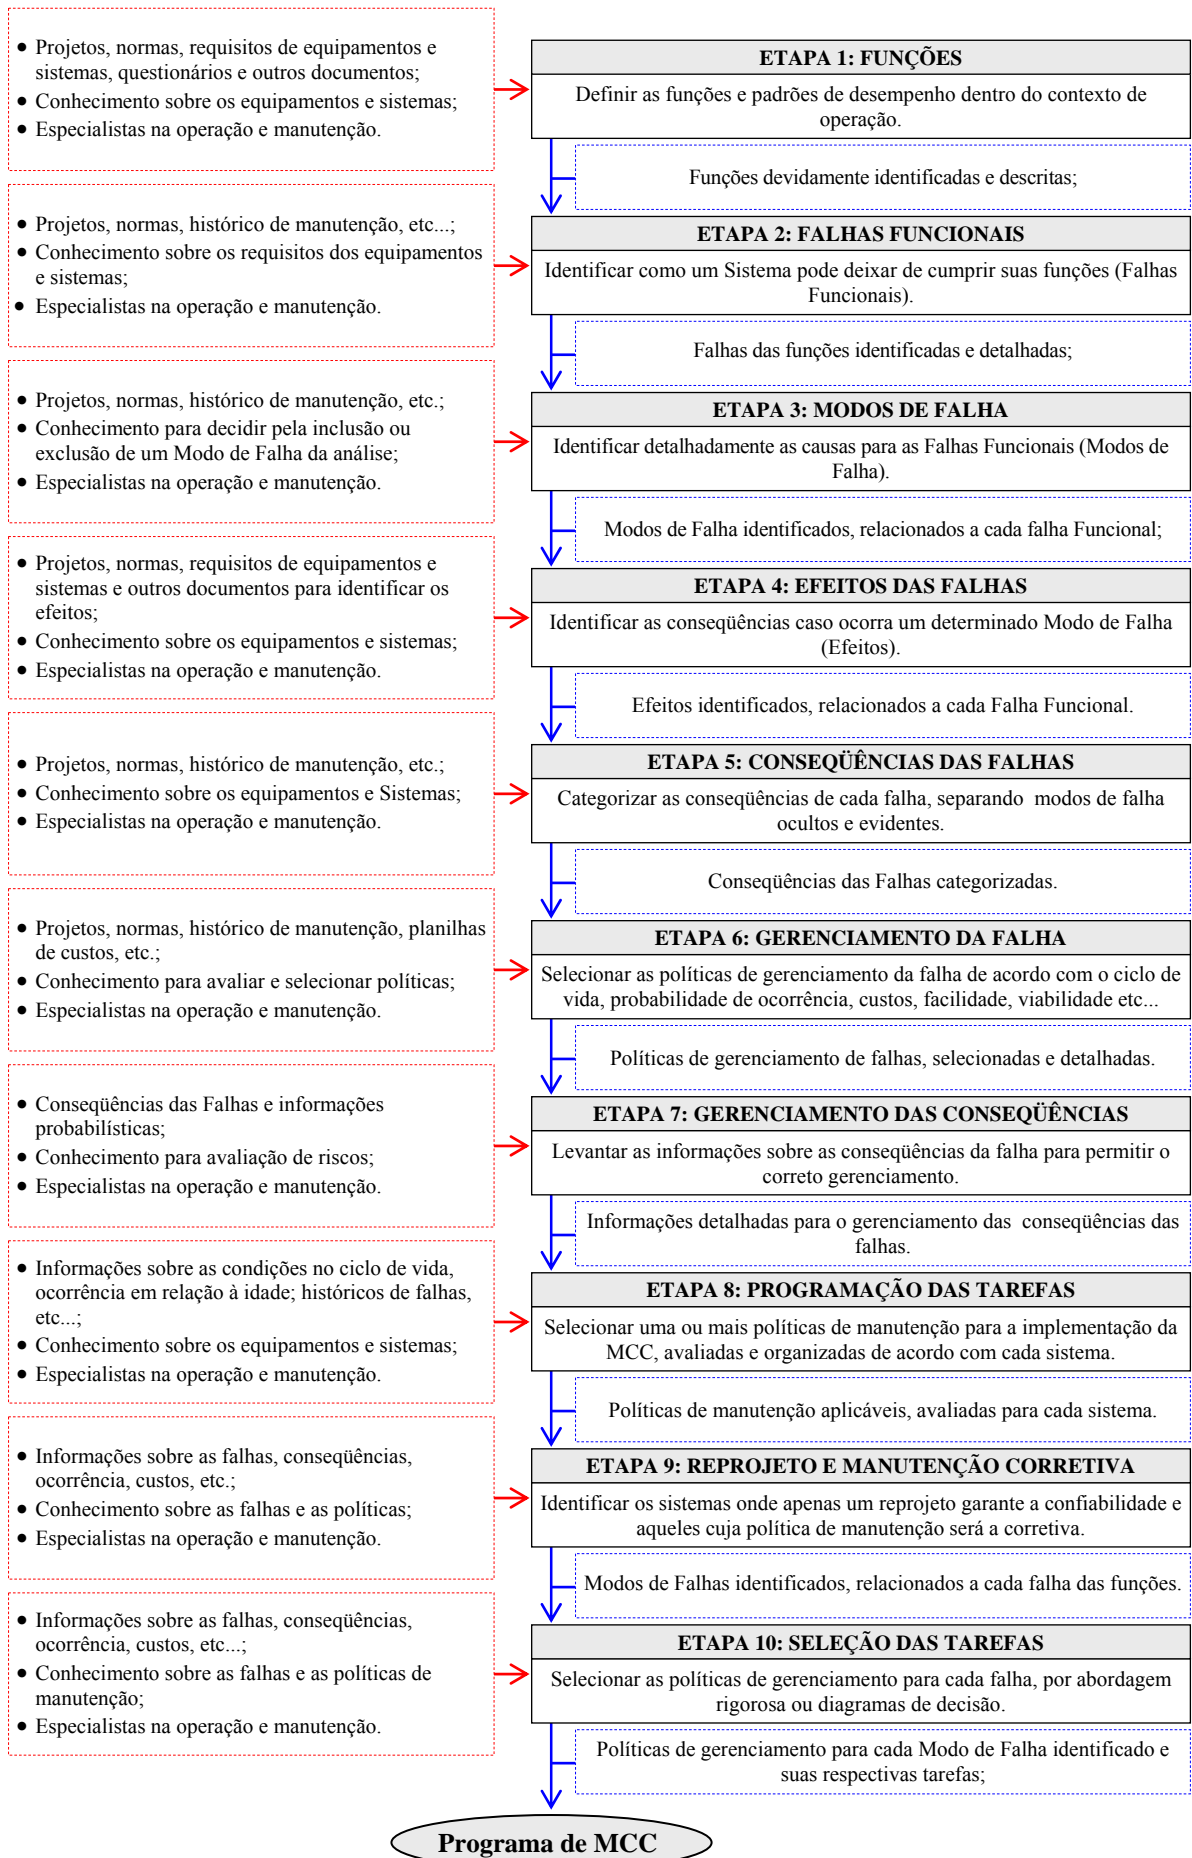 • Projetos, normas, requisitos de equipamentos e
sistemas, questionários e outros documentos;
• Conhecimento sobre os equipamentos e sistemas;
• Especialistas na operação e manutenção.
ETAPA 1: FUNÇÕES
Definir as funções e padrões de desempenho dentro do contexto de
operação.
Funções devidamente identificadas e descritas;
• Projetos, normas, histórico de manutenção, etc...;
• Conhecimento sobre os requisitos dos equipamentos
e sistemas;
• Especialistas na operação e manutenção.
ETAPA 2: FALHAS FUNCIONAIS
Identificar como um Sistema pode deixar de cumprir suas funções (Falhas
Funcionais).
Falhas das funções identificadas e detalhadas;
• Projetos, normas, histórico de manutenção, etc.;
• Conhecimento para decidir pela inclusão ou
exclusão de um Modo de Falha da análise;
• Especialistas na operação e manutenção.
ETAPA 3: MODOS DE FALHA
Identificar detalhadamente as causas para as Falhas Funcionais (Modos de
Falha).
Modos de Falha identificados, relacionados a cada falha Funcional;
• Projetos, normas, requisitos de equipamentos e
sistemas e outros documentos para identificar os
efeitos;
• Conhecimento sobre os equipamentos e sistemas;
• Especialistas na operação e manutenção.
ETAPA 4: EFEITOS DAS FALHAS
Identificar as conseqüências caso ocorra um determinado Modo de Falha
(Efeitos).
Efeitos identificados, relacionados a cada Falha Funcional.
• Projetos, normas, histórico de manutenção, etc.;
• Conhecimento sobre os equipamentos e Sistemas;
• Especialistas na operação e manutenção.
ETAPA 5: CONSEQÜÊNCIAS DAS FALHAS
Categorizar as conseqüências de cada falha, separando modos de falha
ocultos e evidentes.
Conseqüências das Falhas categorizadas.
• Projetos, normas, histórico de manutenção, planilhas
de custos, etc.;
• Conhecimento para avaliar e selecionar políticas;
• Especialistas na operação e manutenção.
ETAPA 6: GERENCIAMENTO DA FALHA
Selecionar as políticas de gerenciamento da falha de acordo com o ciclo de
vida, probabilidade de ocorrência, custos, facilidade, viabilidade etc...
Políticas de gerenciamento de falhas, selecionadas e detalhadas.
• Conseqüências das Falhas e informações
probabilísticas;
• Conhecimento para avaliação de riscos;
• Especialistas na operação e manutenção.
ETAPA 7: GERENCIAMENTO DAS CONSEQÜÊNCIAS
Levantar as informações sobre as conseqüências da falha para permitir o
correto gerenciamento.
Informações detalhadas para o gerenciamento das conseqüências das
falhas.
• Informações sobre as condições no ciclo de vida,
ocorrência em relação à idade; históricos de falhas,
etc...;
• Conhecimento sobre os equipamentos e sistemas;
• Especialistas na operação e manutenção.
ETAPA 8: PROGRAMAÇÃO DAS TAREFAS
Selecionar uma ou mais políticas de manutenção para a implementação da
MCC, avaliadas e organizadas de acordo com cada sistema.
Políticas de manutenção aplicáveis, avaliadas para cada sistema.
• Informações sobre as falhas, conseqüências,
ocorrência, custos, etc.;
• Conhecimento sobre as falhas e as políticas;
• Especialistas na operação e manutenção.
ETAPA 9: REPROJETO E MANUTENÇÃO CORRETIVA
Identificar os sistemas onde apenas um reprojeto garante a confiabilidade e
aqueles cuja política de manutenção será a corretiva.
Modos de Falhas identificados, relacionados a cada falha das funções.
• Informações sobre as falhas, conseqüências,
ocorrência, custos, etc...;
• Conhecimento sobre as falhas e as políticas de
manutenção;
• Especialistas na operação e manutenção.
ETAPA 10: SELEÇÃO DAS TAREFAS
Selecionar as políticas de gerenciamento para cada falha, por abordagem
rigorosa ou diagramas de decisão.
Políticas de gerenciamento para cada Modo de Falha identificado e
suas respectivas tarefas;
Programa de MCC